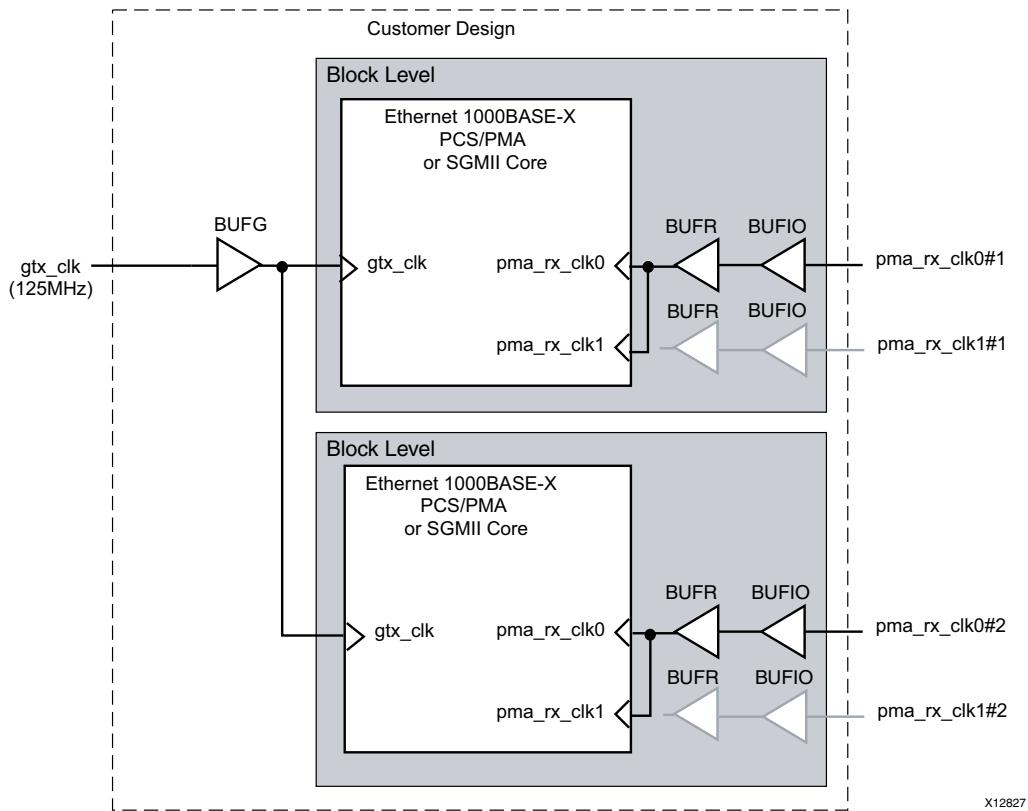 Customer Design
Block Level
Ethernet 1000BASE-X
PCS/PMA
or SGMII Core
BUFG
BUFR
BUFIO
gtx_clk
(125MHz)
gtx_clk
pma_rx_clk0
pma_rx_clk0#1
BUFR
BUFIO
pma_rx_clk1
pma_rx_clk1#1
Block Level
Ethernet 1000BASE-X
PCS/PMA
or SGMII Core
BUFR
BUFIO
gtx_clk
pma_rx_clk0
pma_rx_clk0#2
BUFR
BUFIO
pma_rx_clk1
pma_rx_clk1#2
X12827